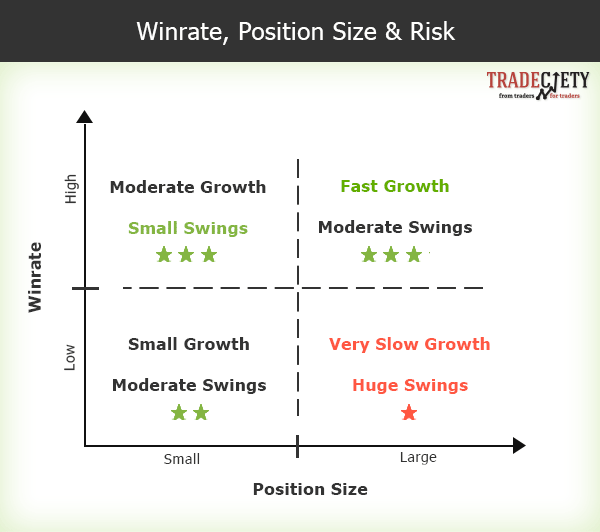 Winrate, Position Size & Risk
TRADECIETY
from traders for traders
High
Moderate Growth
Fast Growth
Small Swings
Moderate Swings
Winrate
Low
Small Growth
Very Slow Growth
Moderate Swings
Huge Swings
Small
Large
Position Size